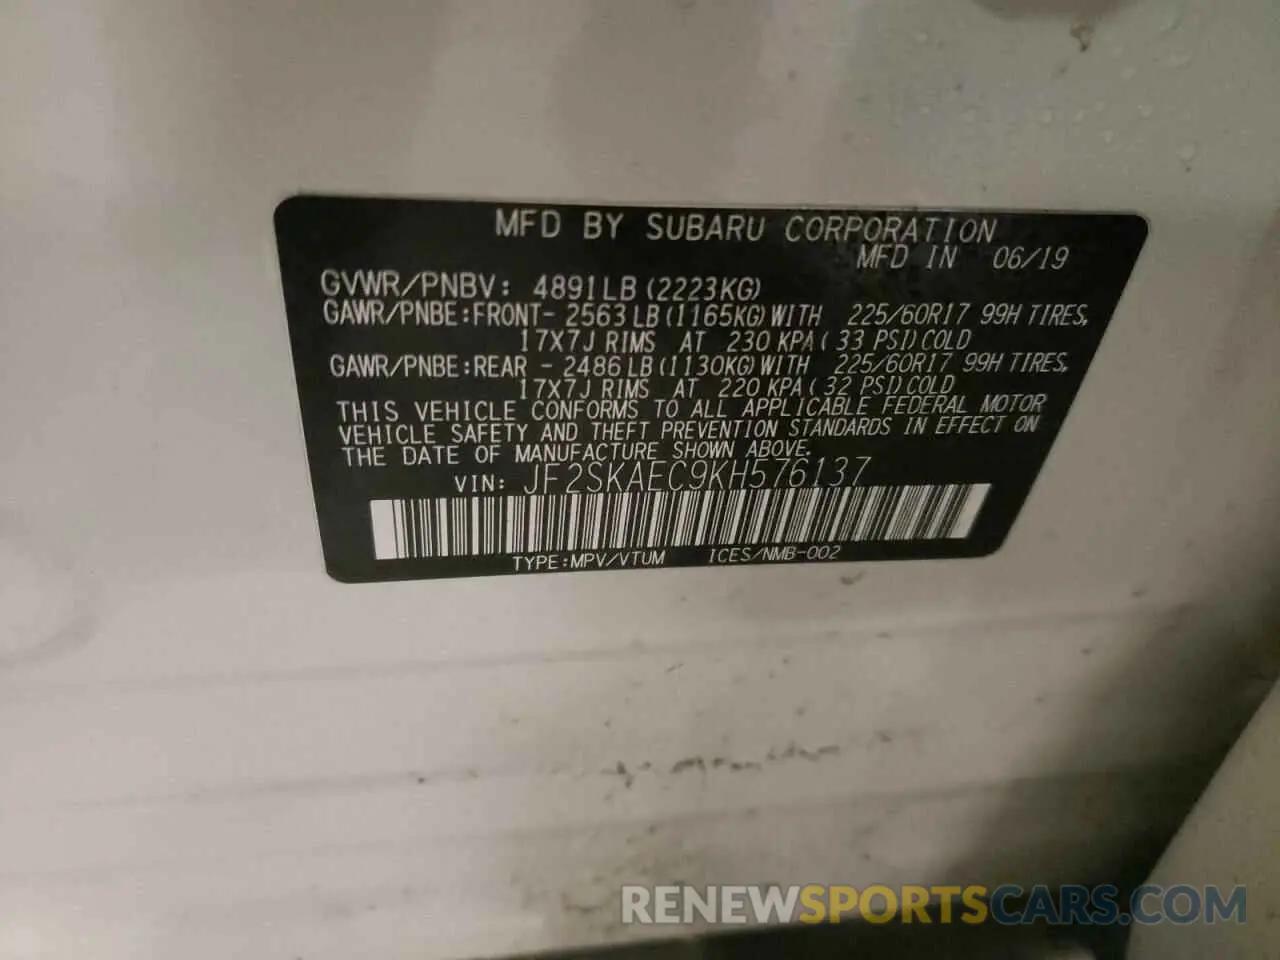 MFD BY SUBARU CORPORATION
MFD IN 06/19
GVWR/PNBV: 4891LB (2223KG)
GAWR/PNBE:FRONT- 2563LB (1165KG) WITH 225/60R17 99H TIRES,
17X7J RIMS AT 230 KPA ( 33 PSI) COLD
GAWR/PNBE:REAR - 2486LB (1130KG) WITH 225/60R17 99H TIRES,
17X7J RIMS AT 220 KPA ( 32 PSI) COLD
THIS VEHICLE CONFORMS TO ALL APPLICABLE FEDERAL MOTOR
VEHICLE SAFETY AND THEFT PREVENTION STANDARDS IN EFFECT ON
THE DATE OF MANUFACTURE SHOWN ABOVE.
VIN: JF2SKAEC9KH576137
TYPE:MPV/VTUM ICES/NMB-002
RENEWSPORTSCARS.COM